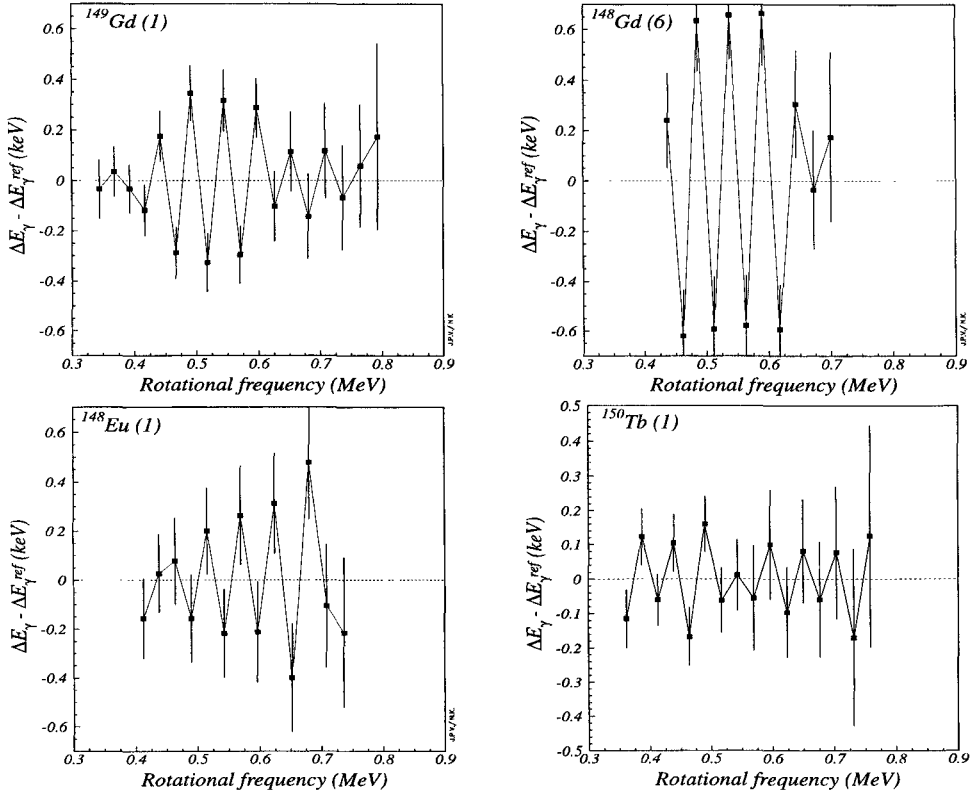 149Gd (1)
ΔEγ - ΔEγref (keV)
0.6
0.4
0.2
0
-0.2
-0.4
-0.6
0.3 0.4 0.5 0.6 0.7 0.8 0.9
Rotational frequency (MeV)
J.P.V./N.K.
148Gd (6)
ΔEγ - ΔEγref (keV)
0.6
0.4
0.2
0
-0.2
-0.4
-0.6
0.3 0.4 0.5 0.6 0.7 0.8 0.9
Rotational frequency (MeV)
J.P.V./N.K.
148Eu (1)
ΔEγ - ΔEγref (keV)
0.6
0.4
0.2
0
-0.2
-0.4
-0.6
0.3 0.4 0.5 0.6 0.7 0.8 0.9
Rotational frequency (MeV)
J.P.V./N.K.
150Tb (1)
ΔEγ - ΔEγref (keV)
0.5
0.4
0.3
0.2
0.1
0
-0.1
-0.2
-0.3
-0.4
-0.5
0.3 0.4 0.5 0.6 0.7 0.8 0.9
Rotational frequency (MeV)